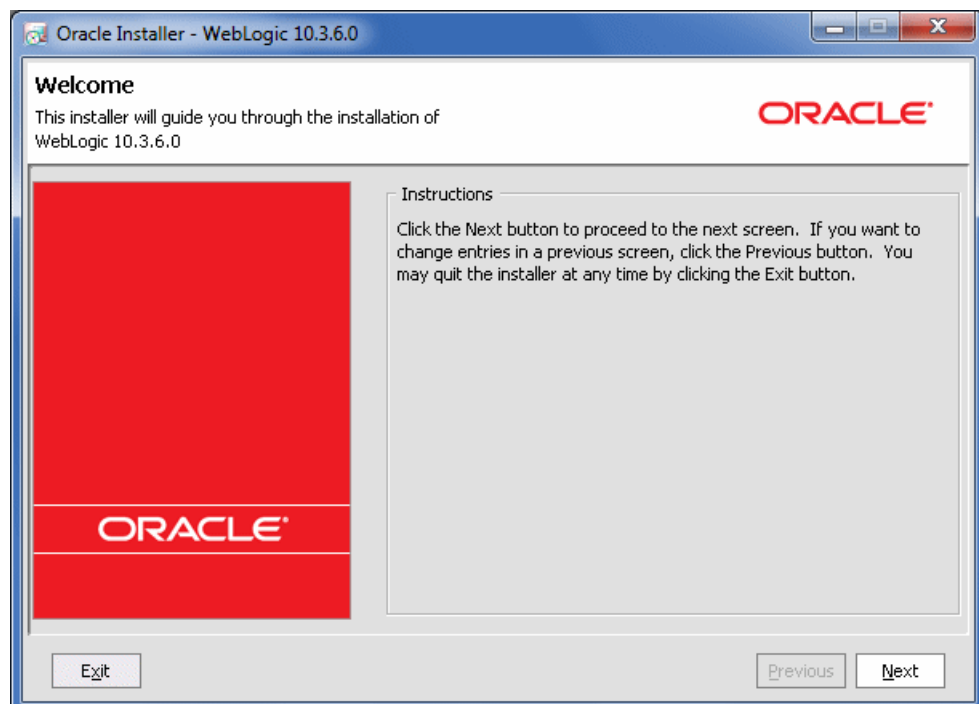 Oracle Installer - WebLogic 10.3.6.0
Welcome
This installer will guide you through the installation of
WebLogic 10.3.6.0
ORACLE
Instructions
Click the Next button to proceed to the next screen. If you want to
change entries in a previous screen, click the Previous button. You
may quit the installer at any time by clicking the Exit button.
ORACLE
Exit
Previous
Next